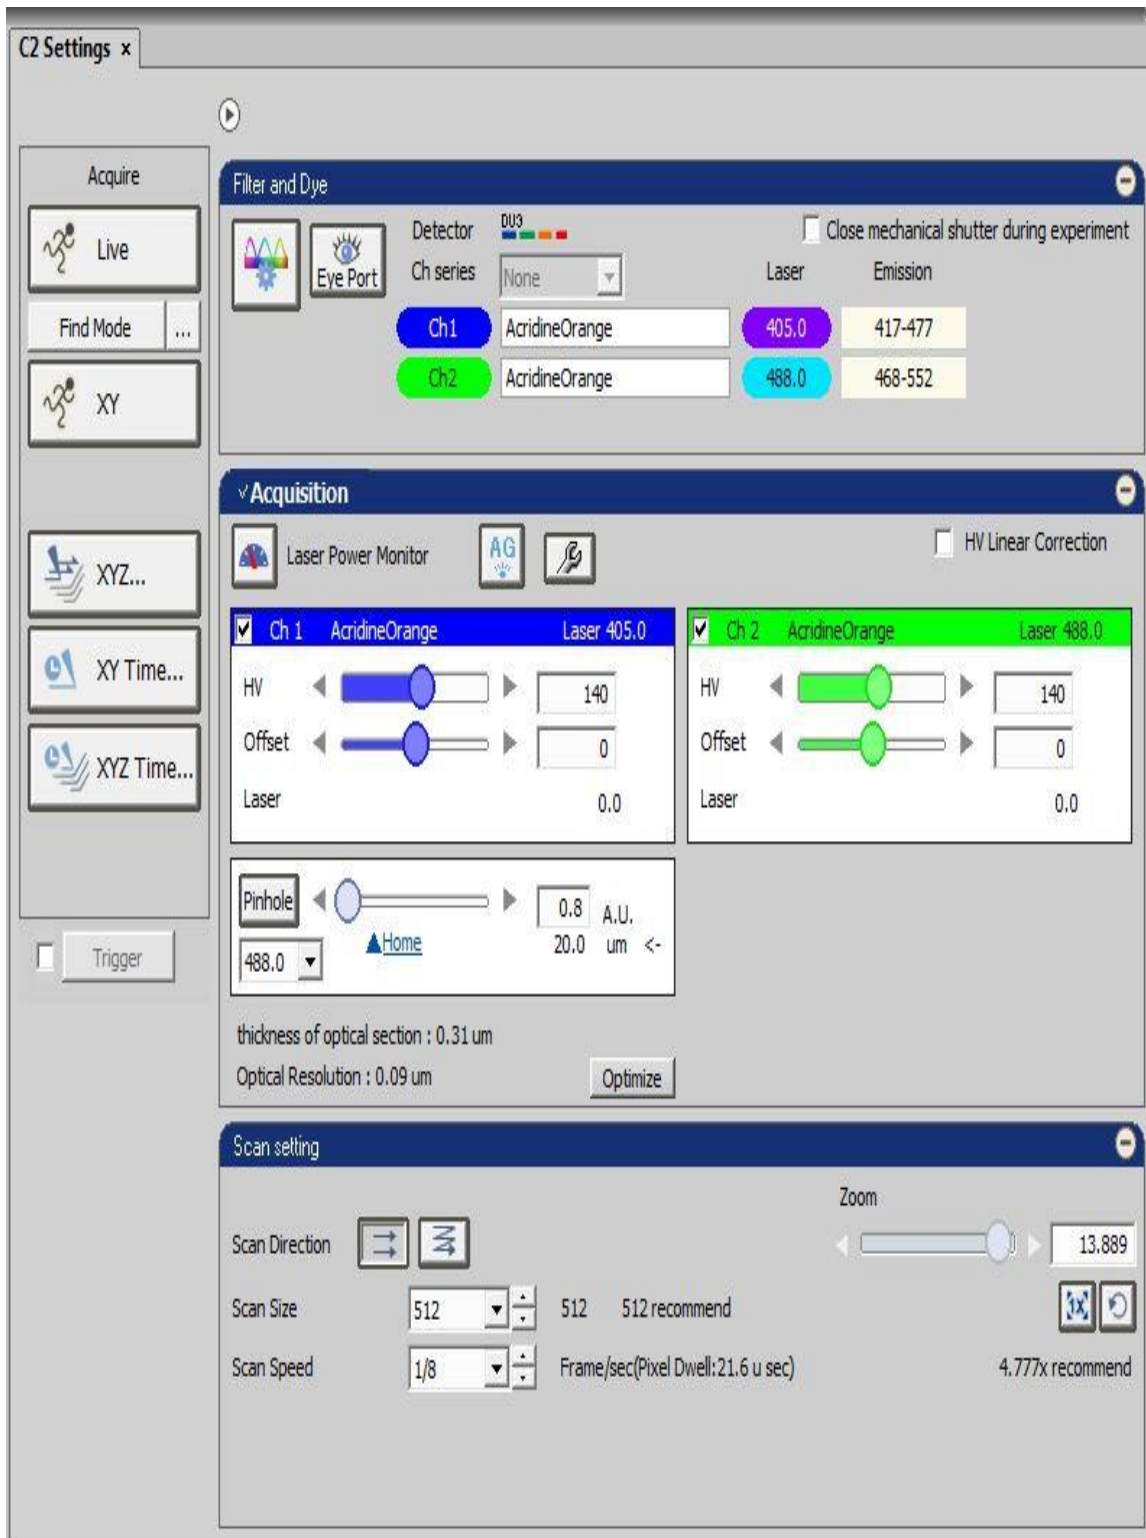 C2 Settings x
Acquire
Live
Find Mode ...
XY
XYZ...
XY Time...
XYZ Time...
Trigger
Filter and Dye
Eye Port
Detector DU3
Close mechanical shutter during experiment
Ch series None Laser Emission
Ch1 AcridineOrange 405.0 417-477
Ch2 AcridineOrange 488.0 468-552
Acquisition
Laser Power Monitor AG HV Linear Correction
Ch 1 AcridineOrange Laser 405.0
HV 140
Offset 0
Laser 0.0
Ch 2 AcridineOrange Laser 488.0
HV 140
Offset 0
Laser 0.0
Pinhole 0.8 A.U.
488.0 Home 20.0 um <-
thickness of optical section : 0.31 um
Optical Resolution : 0.09 um Optimize
Scan setting
Zoom
Scan Direction 13.889
Scan Size 512 512 512 recommend 1x
Scan Speed 1/8 Frame/sec(Pixel Dwell:21.6 u sec) 4.777x recommend